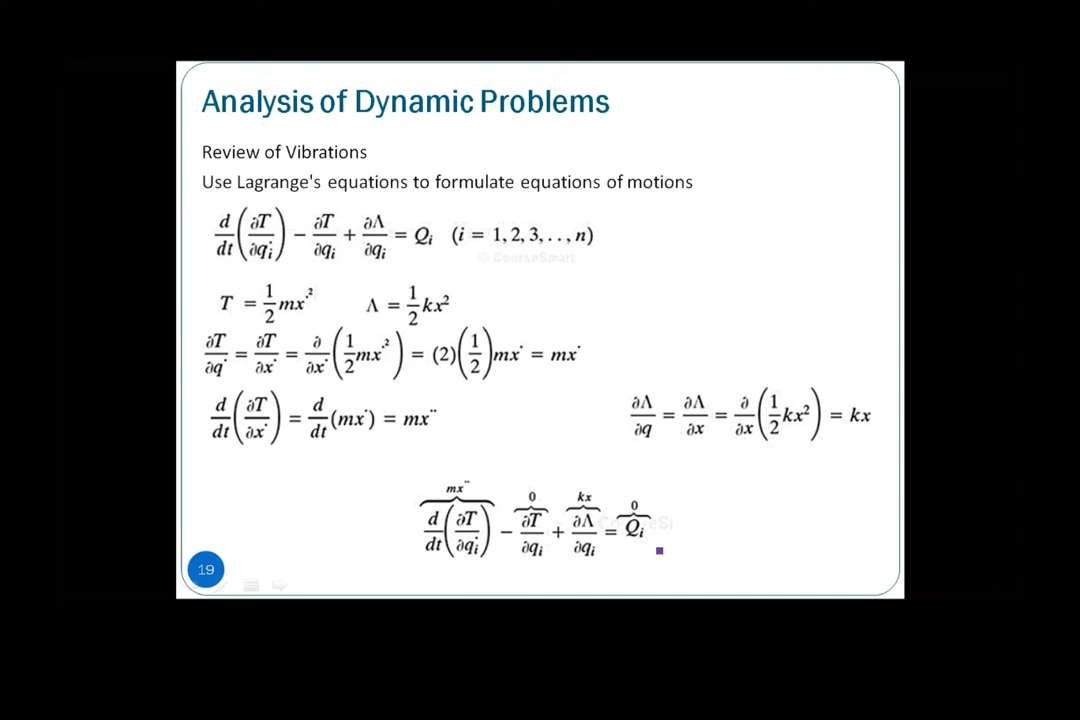 Analysis of Dynamic Problems
Review of Vibrations
Use Lagrange's equations to formulate equations of motions
d/dt(∂T/∂q̇ᵢ) − ∂T/∂qᵢ + ∂Λ/∂qᵢ = Qᵢ (i = 1, 2, 3, . . , n)
© CourseSmart
T = 1/2 mẋ² Λ = 1/2 kx²
∂T/∂q̇ = ∂T/∂ẋ = ∂/∂ẋ(1/2 mẋ²) = (2)(1/2)mẋ = mẋ
d/dt(∂T/∂ẋ) = d/dt(mẋ) = mẍ
∂Λ/∂q = ∂Λ/∂x = ∂/∂x(1/2 kx²) = kx
mẍ 0 kx 0
d/dt(∂T/∂q̇ᵢ) − ∂T/∂qᵢ + ∂Λ/∂qᵢ = Qᵢ
19